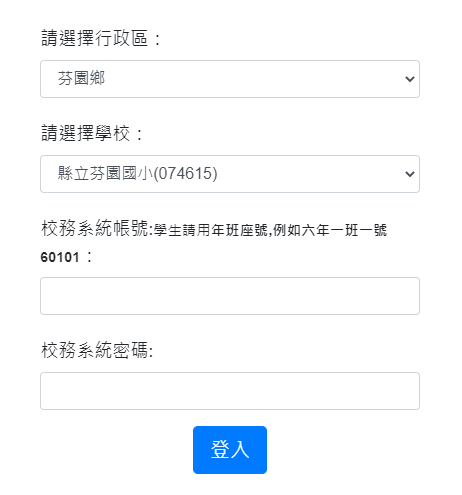 請選擇行政區：
芬園鄉
請選擇學校：
縣立芬園國小(074615)
校務系統帳號:學生請用年班座號,例如六年一班一號
60101：
校務系統密碼:
登入